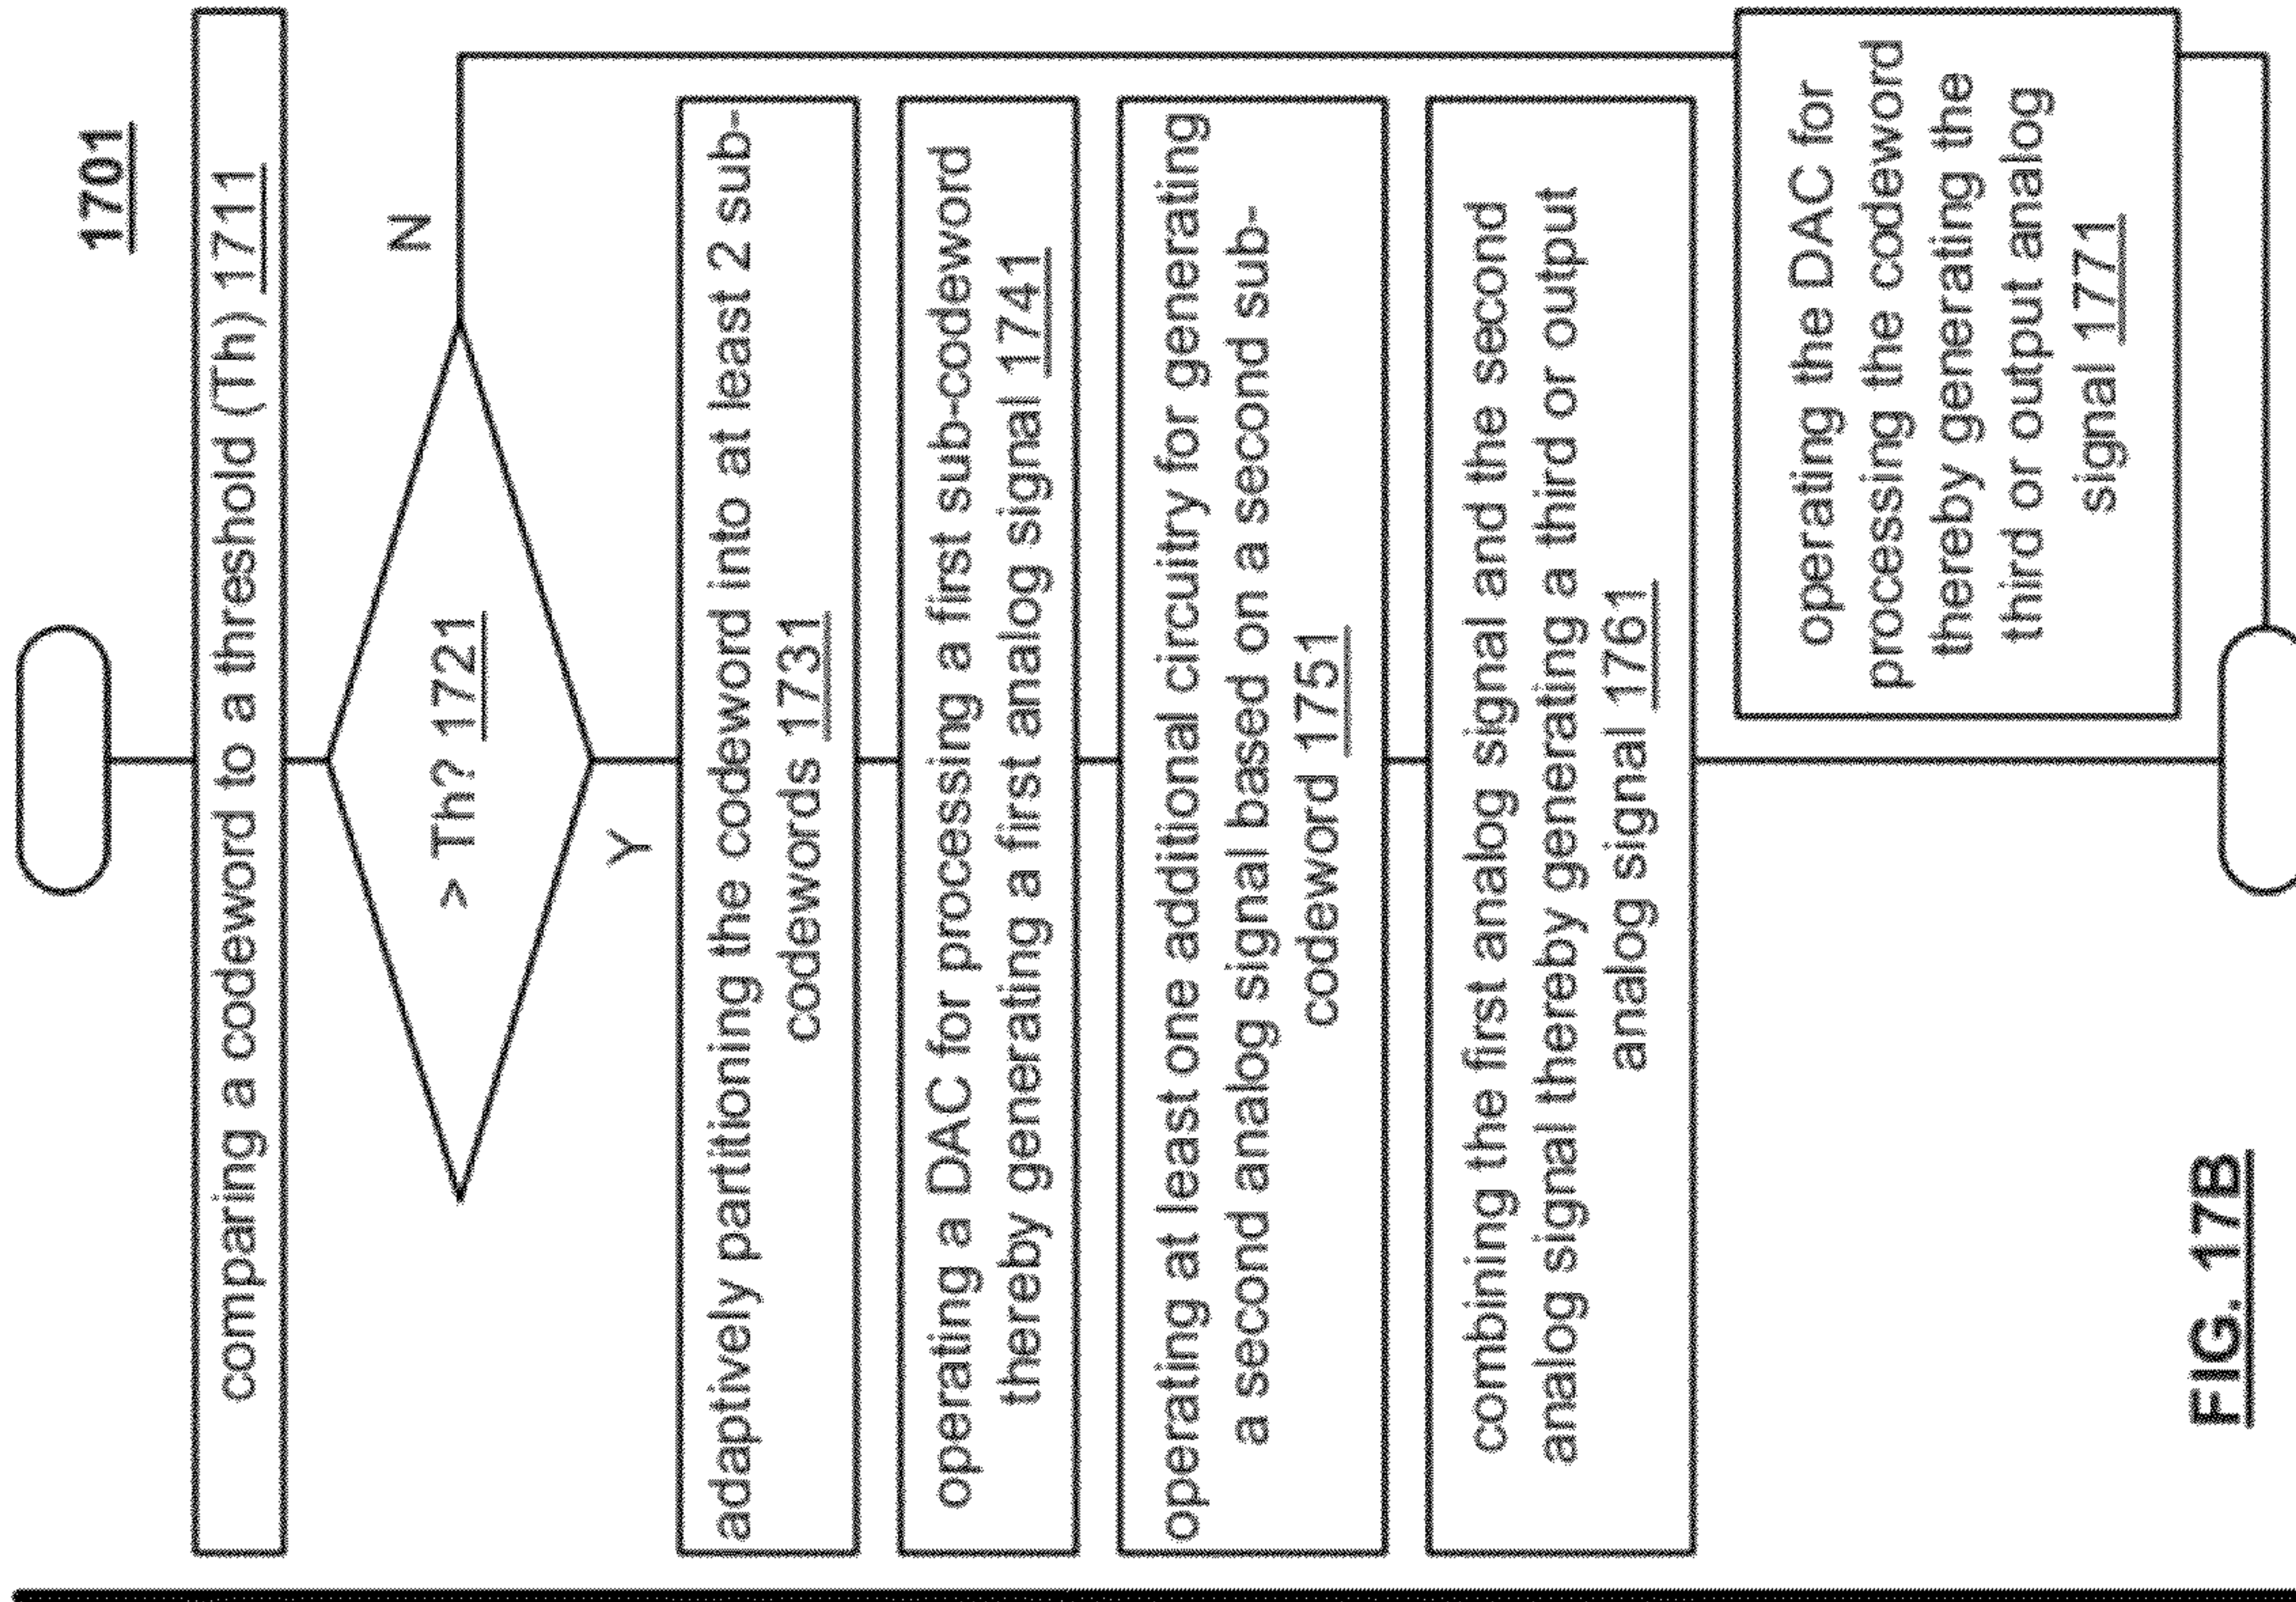 1701
comparing a codeword to a threshold (Th) 1711
> Th? 1721
N
Y
adaptively partitioning the codeword into at least 2 sub-
codewords 1731
operating a DAC for processing a first sub-codeword
thereby generating a first analog signal 1741
operating at least one additional circuitry for generating
a second analog signal based on a second sub-
codeword 1751
combining the first analog signal and the second
analog signal thereby generating a third or output
analog signal 1761
operating the DAC for
processing the codeword
thereby generating the
third or output analog
signal 1771
FIG. 17B